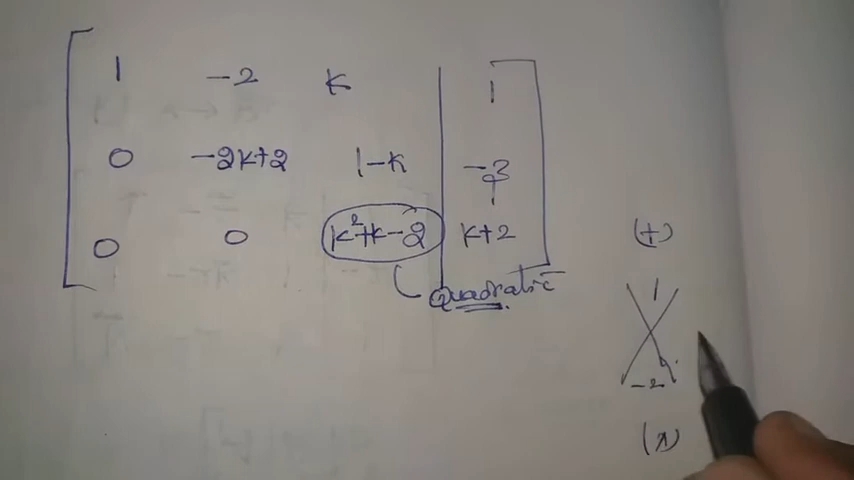 1 -2 k 1
0 -2k+2 1-k -3
0 0 k²+k-2 k+2
Quadratic
(+)
1
-2
(x)